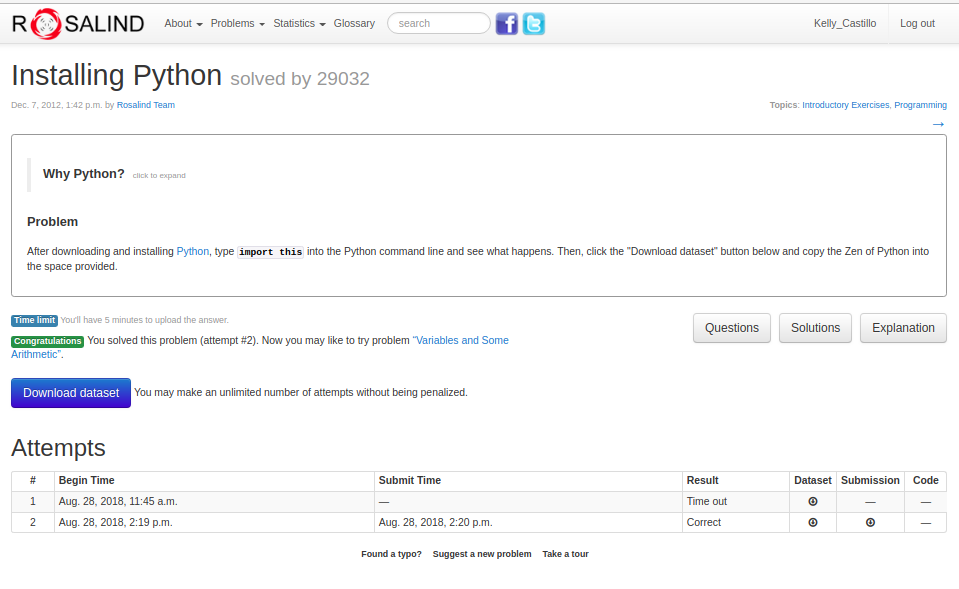 ROSALIND About Problems Statistics Glossary search f t Kelly_Castillo Log out
Installing Python solved by 29032
Dec. 7, 2012, 1:42 p.m. by Rosalind Team Topics: Introductory Exercises, Programming
→
Why Python? click to expand
Problem
After downloading and installing Python, type import this into the Python command line and see what happens. Then, click the "Download dataset" button below and copy the Zen of Python into
the space provided.
Time limit You'll have 5 minutes to upload the answer.
Questions Solutions Explanation
Congratulations You solved this problem (attempt #2). Now you may like to try problem “Variables and Some
Arithmetic”.
Download dataset You may make an unlimited number of attempts without being penalized.
Attempts
# Begin Time Submit Time Result Dataset Submission Code
1 Aug. 28, 2018, 11:45 a.m. — Time out — —
2 Aug. 28, 2018, 2:19 p.m. Aug. 28, 2018, 2:20 p.m. Correct —
Found a typo? Suggest a new problem Take a tour